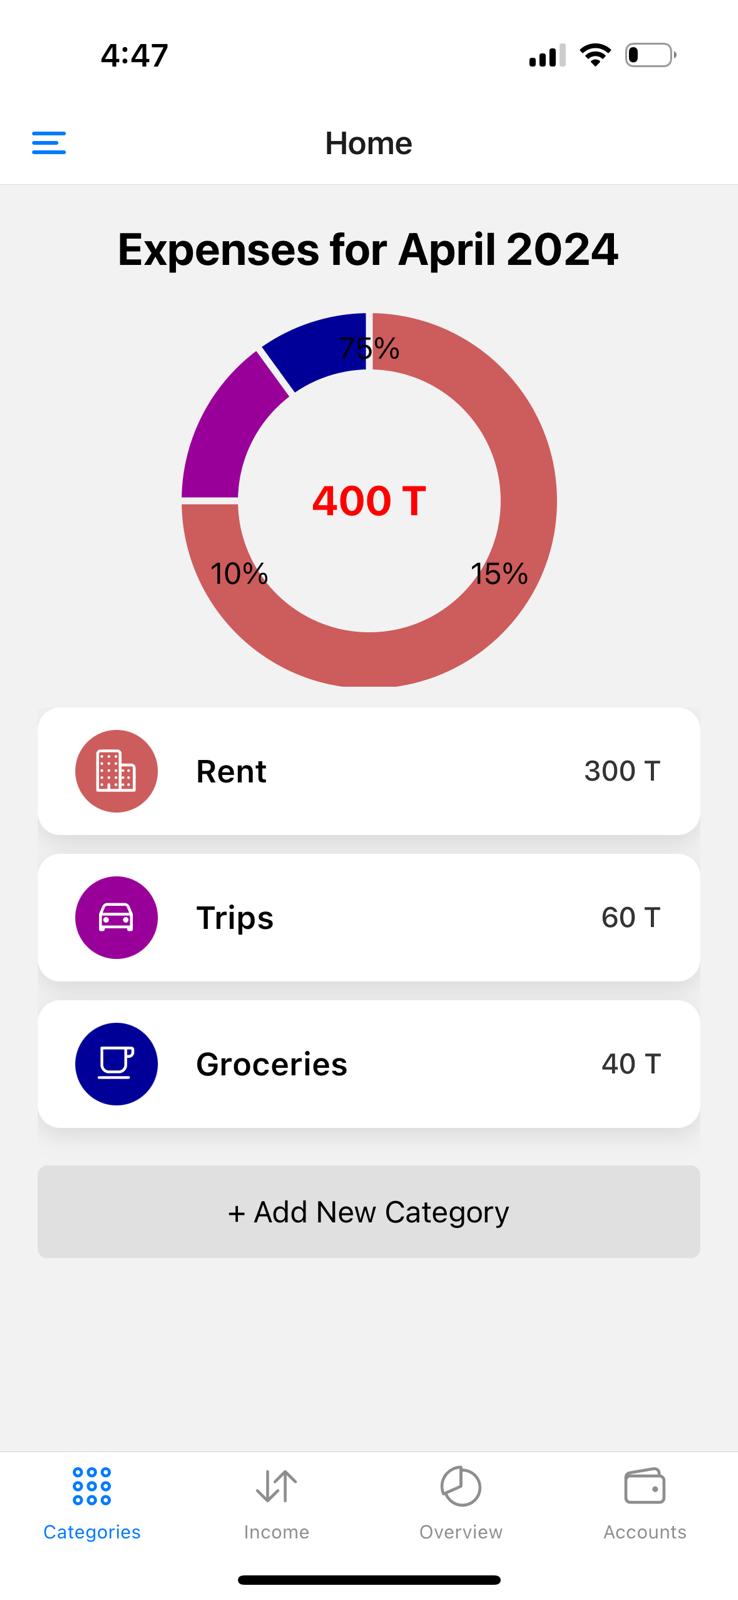 4:47
Home
Expenses for April 2024
75%
400 T
10% 15%
Rent 300 T
Trips 60 T
Groceries 40 T
+ Add New Category
Categories Income Overview Accounts